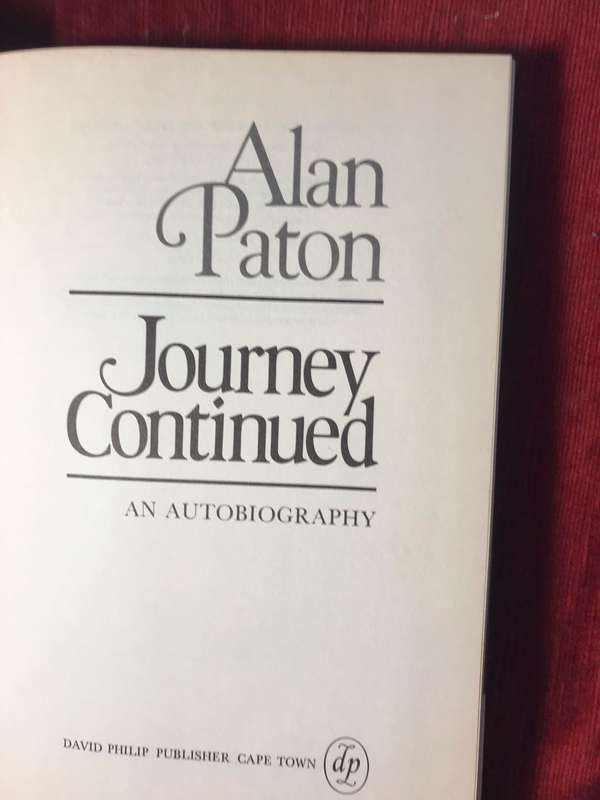 Alan
Paton
Journey
Continued
AN AUTOBIOGRAPHY
DAVID PHILIP PUBLISHER CAPE TOWN dp